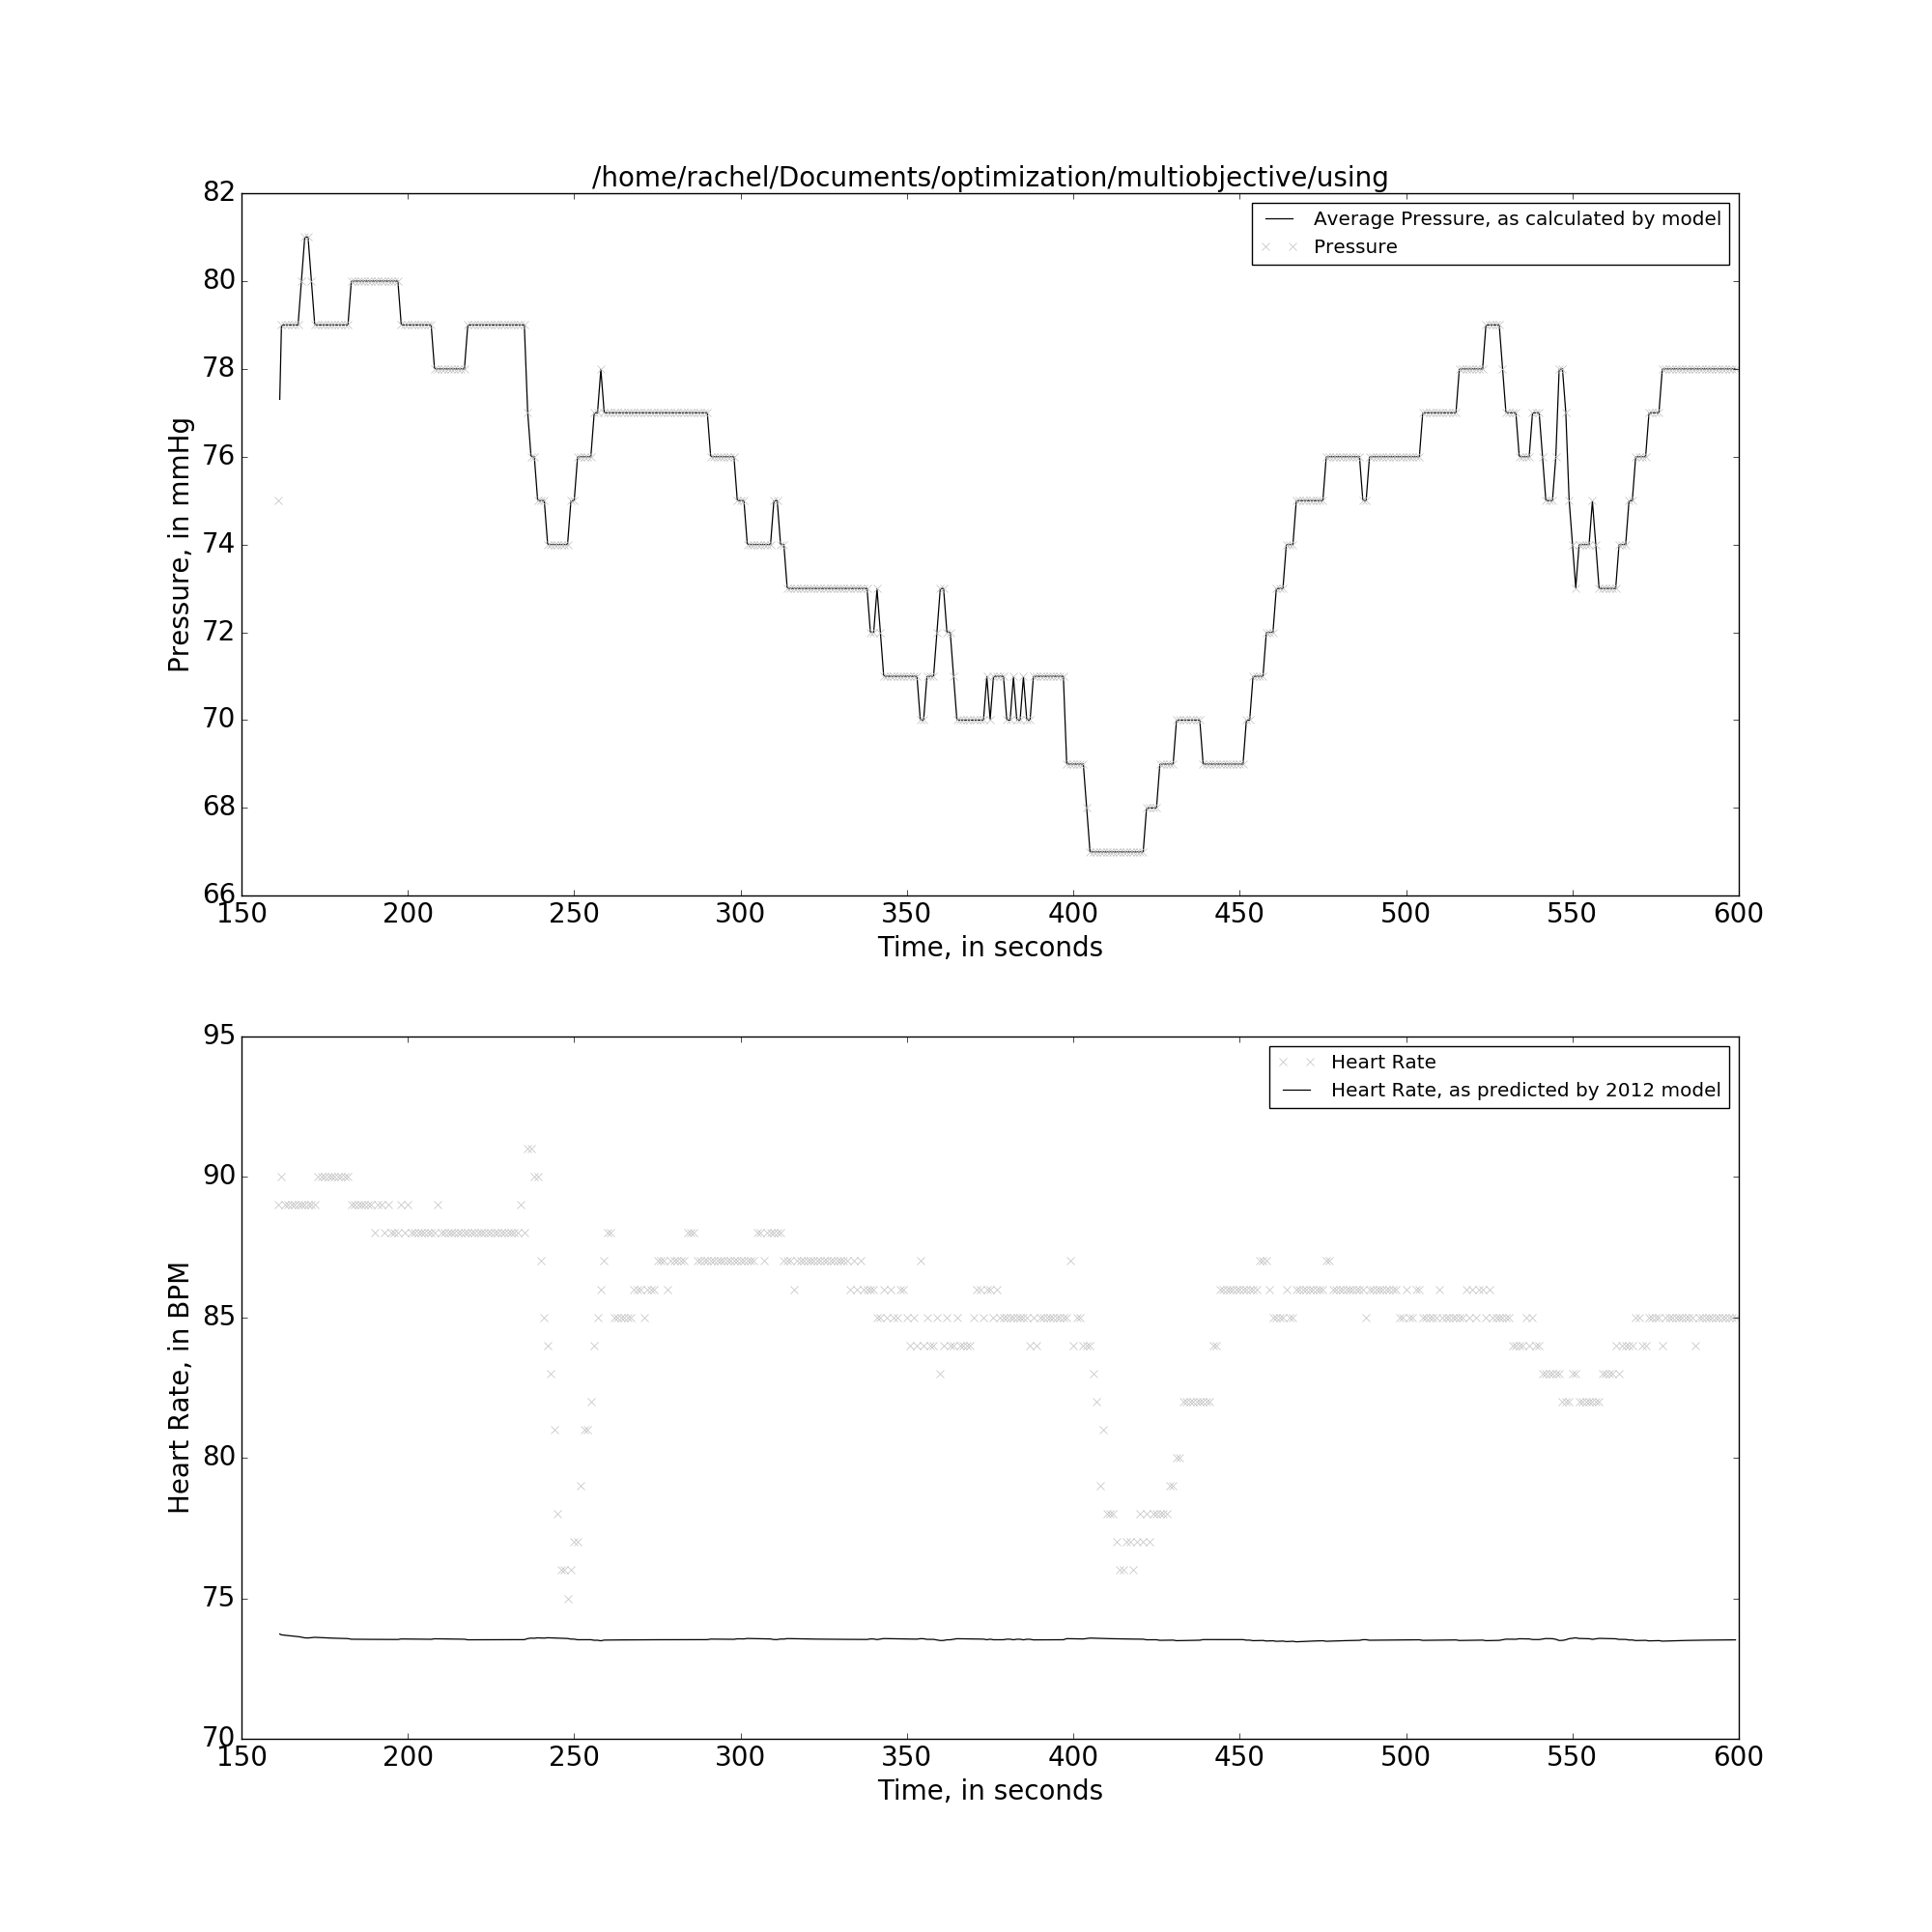 /home/rachel/Documents/optimization/multiobjective/using
82
80
78
76
74
72
70
68
66
Pressure, in mmHg
Average Pressure, as calculated by model
Pressure
150 200 250 300 350 400 450 500 550 600
Time, in seconds
95
90
85
80
75
70
Heart Rate, in BPM
Heart Rate
Heart Rate, as predicted by 2012 model
150 200 250 300 350 400 450 500 550 600
Time, in seconds